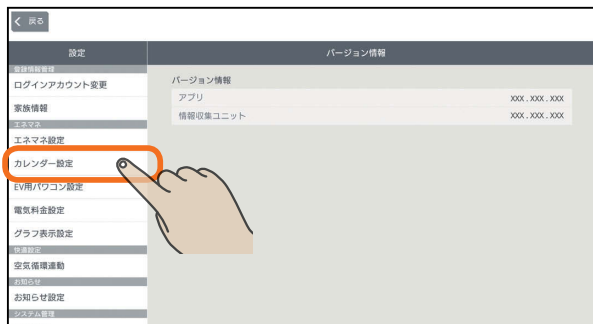 戻る
設定
バージョン情報
登録情報管理
ログインアカウント変更
家族情報
エネマネ
エネマネ設定
カレンダー設定
EV用パワコン設定
電気料金設定
グラフ表示設定
快適設定
空気循環連動
お知らせ
お知らせ設定
システム管理
バージョン情報
アプリ XXX.XXX.XXX
情報収集ユニット XXX.XXX.XXX